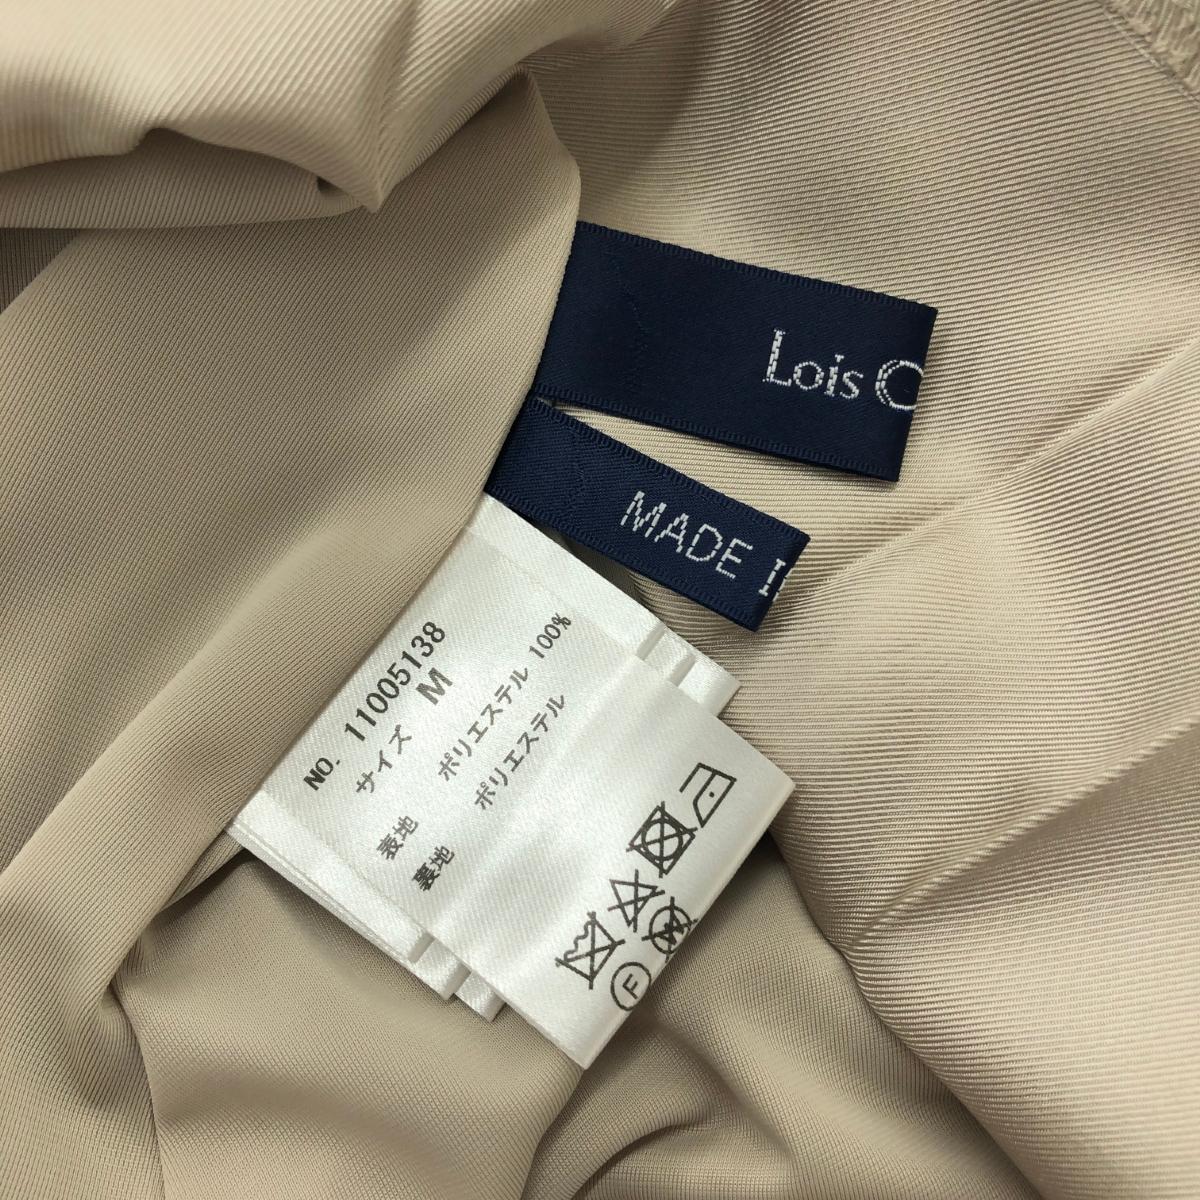 Lois C
MADE I
NO. 11005138
サイズ M
表地 ポリエステル 100%
裏地 ポリエステル
F
W